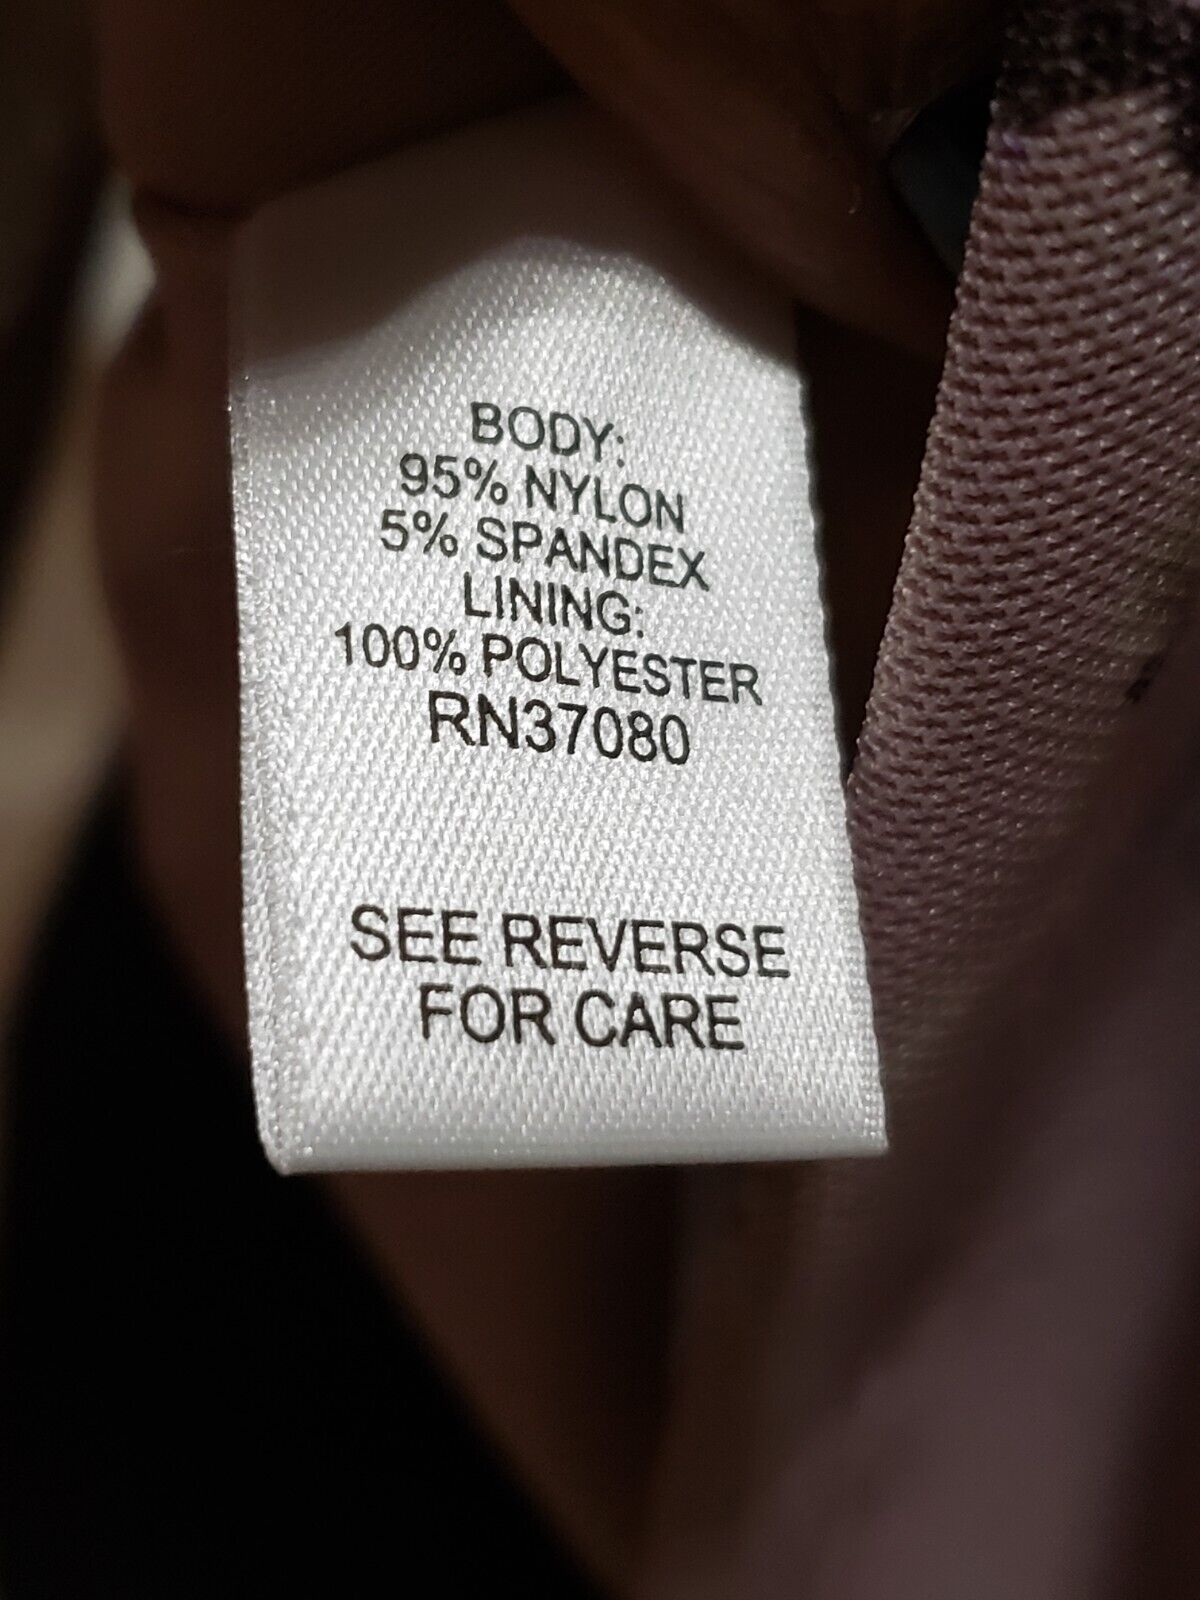 BODY:
95% NYLON
5% SPANDEX
LINING:
100% POLYESTER
RN37080
SEE REVERSE
FOR CARE